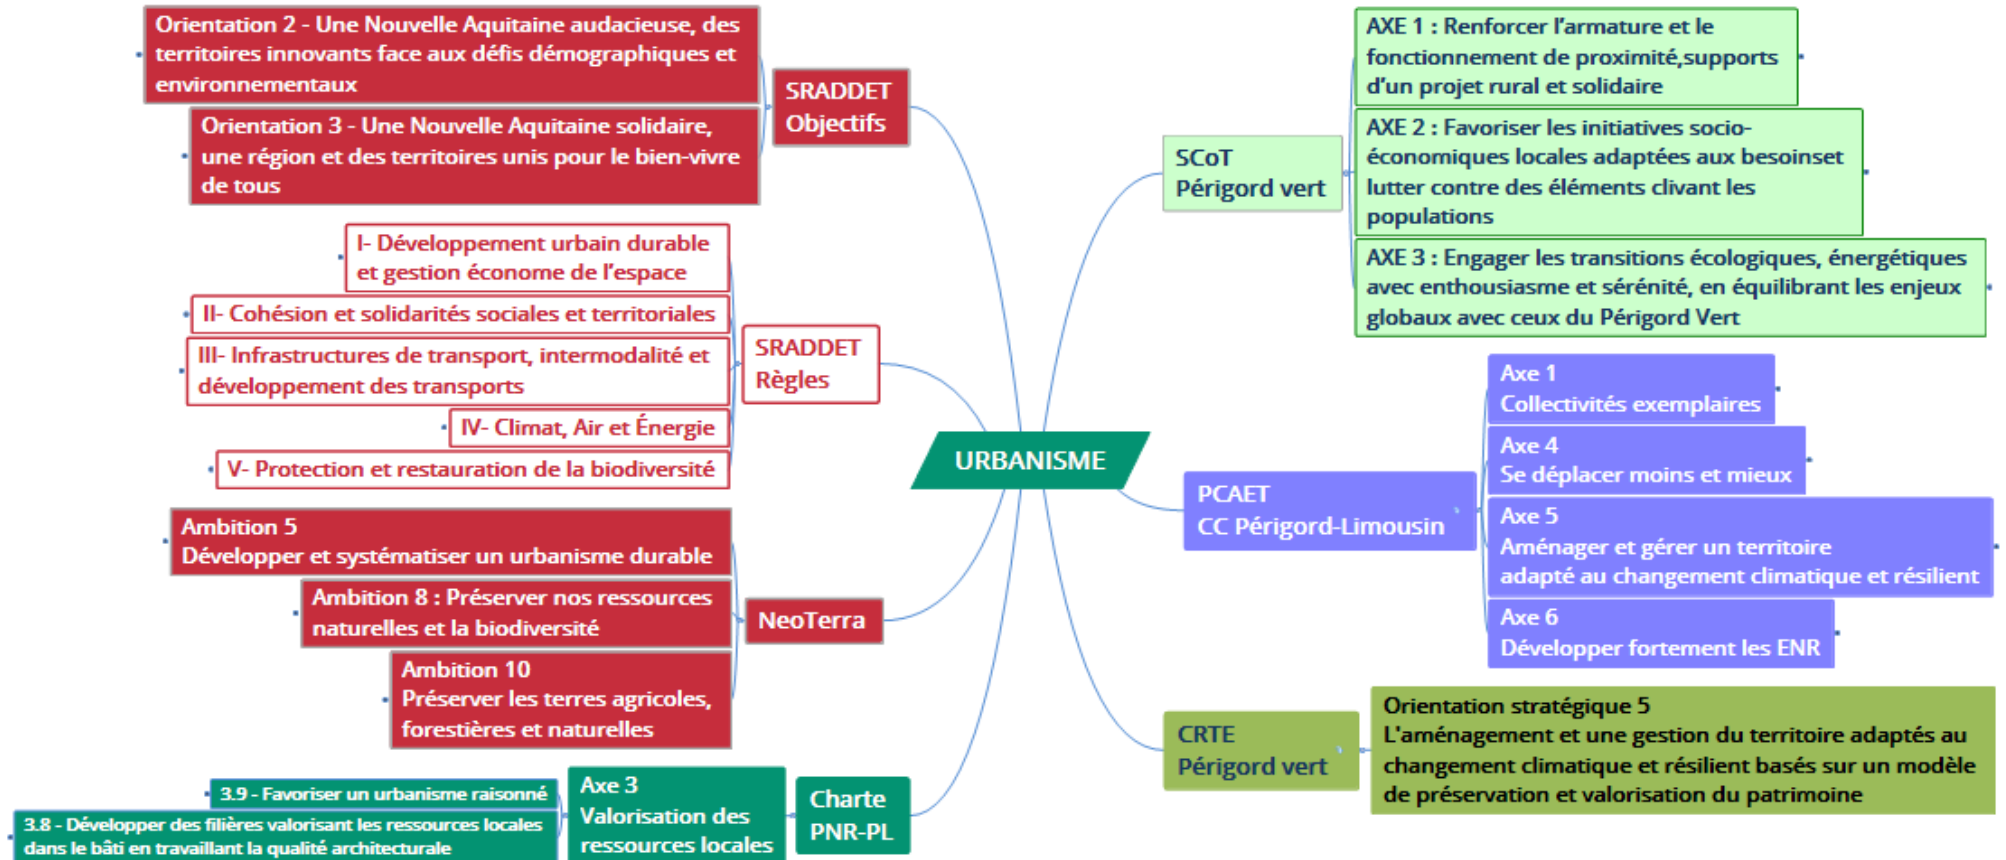 Orientation 2 - Une Nouvelle Aquitaine audacieuse, des
territoires innovants face aux défis démographiques et
environnementaux
Orientation 3 - Une Nouvelle Aquitaine solidaire,
une région et des territoires unis pour le bien-vivre
de tous
SRADDET
Objectifs
I- Développement urbain durable
et gestion économe de l'espace
II- Cohésion et solidarités sociales et territoriales
III- Infrastructures de transport, intermodalité et
développement des transports
IV- Climat, Air et Énergie
V- Protection et restauration de la biodiversité
SRADDET
Règles
Ambition 5
Développer et systématiser un urbanisme durable
Ambition 8 : Préserver nos ressources
naturelles et la biodiversité
Ambition 10
Préserver les terres agricoles,
forestières et naturelles
NeoTerra
3.9 - Favoriser un urbanisme raisonné
3.8 - Développer des filières valorisant les ressources locales
dans le bâti en travaillant la qualité architecturale
Axe 3
Valorisation des
ressources locales
Charte
PNR-PL
URBANISME
SCoT
Périgord vert
AXE 1 : Renforcer l'armature et le
fonctionnement de proximité,supports
d'un projet rural et solidaire
AXE 2 : Favoriser les initiatives socio-
économiques locales adaptées aux besoinset
lutter contre des éléments clivant les
populations
AXE 3 : Engager les transitions écologiques, énergétiques
avec enthousiasme et sérénité, en équilibrant les enjeux
globaux avec ceux du Périgord Vert
PCAET
CC Périgord-Limousin
Axe 1
Collectivités exemplaires
Axe 4
Se déplacer moins et mieux
Axe 5
Aménager et gérer un territoire
adapté au changement climatique et résilient
Axe 6
Développer fortement les ENR
CRTE
Périgord vert
Orientation stratégique 5
L'aménagement et une gestion du territoire adaptés au
changement climatique et résilient basés sur un modèle
de préservation et valorisation du patrimoine